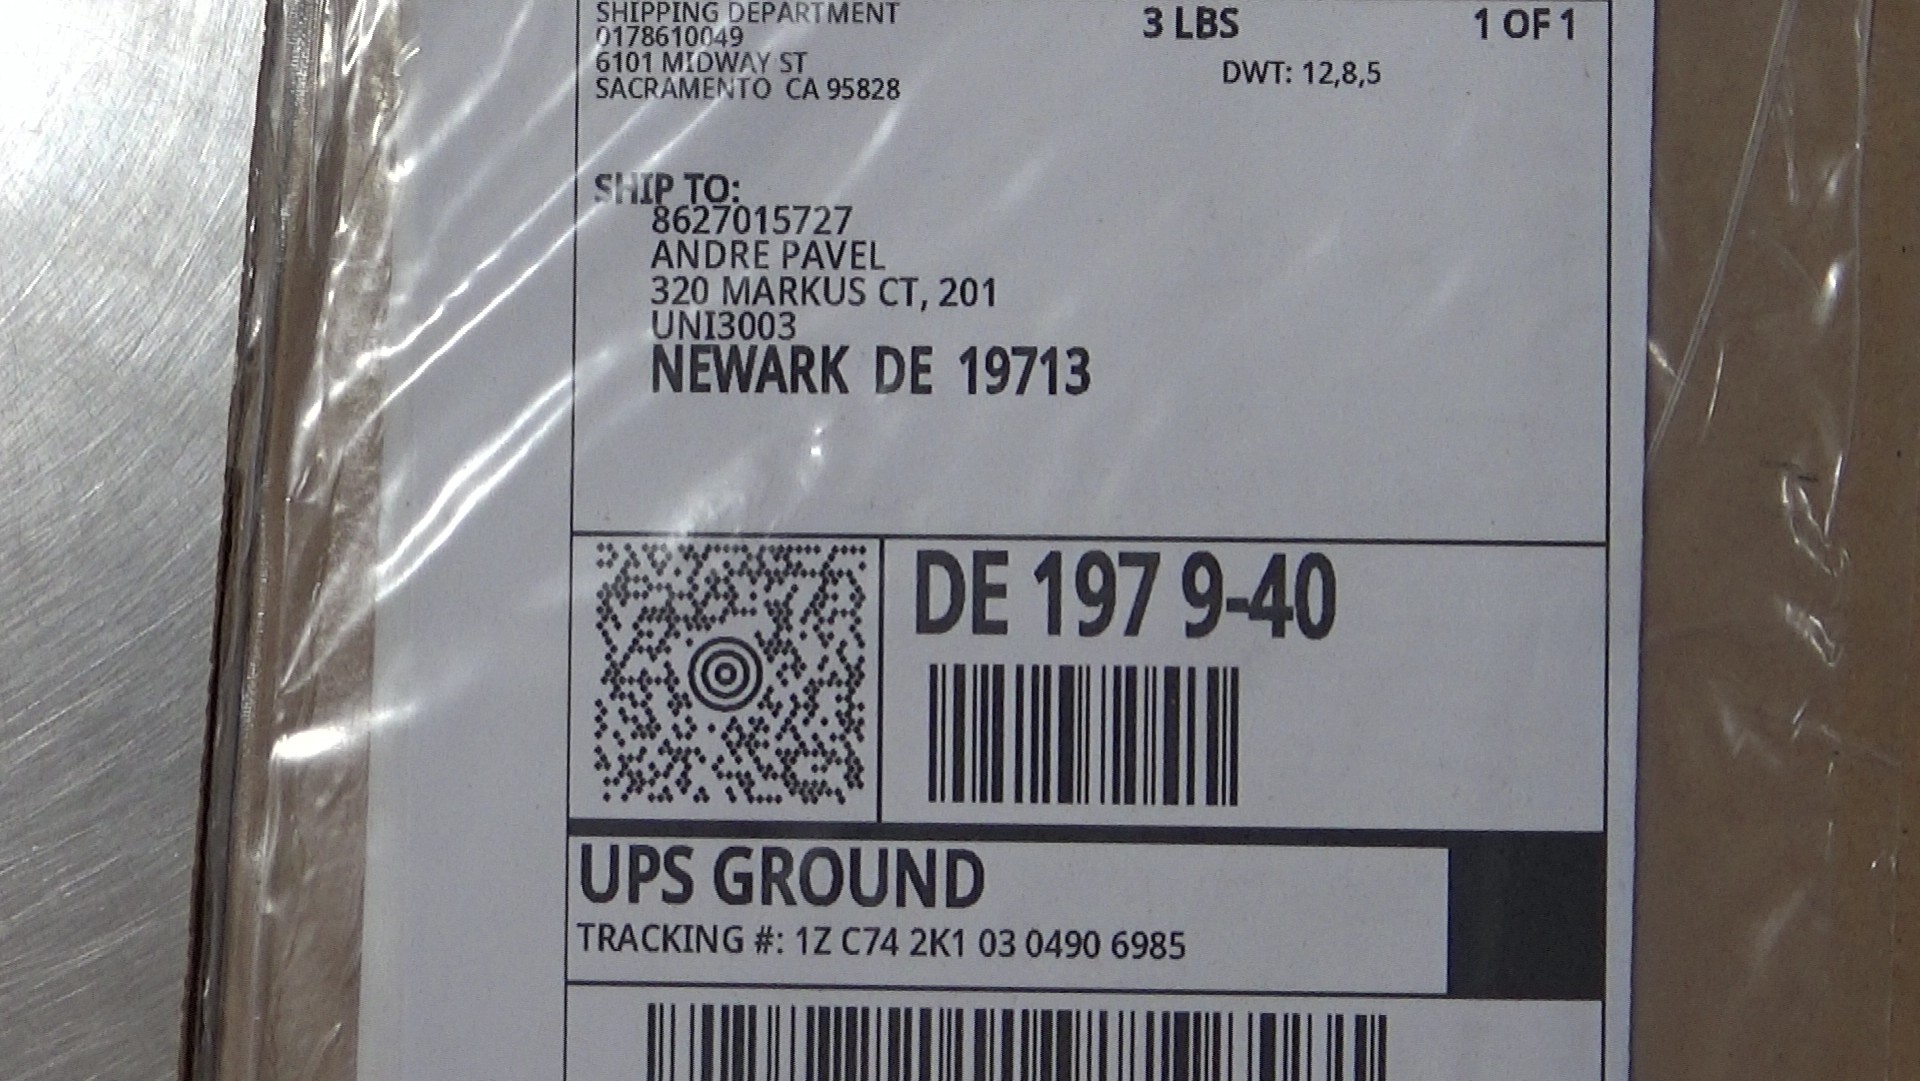 SHIPPING DEPARTMENT
0178610049
6101 MIDWAY ST
SACRAMENTO CA 95828
3 LBS
1 OF 1
DWT: 12,8,5
SHIP TO:
8627015727
ANDRE PAVEL
320 MARKUS CT, 201
UNI3003
NEWARK DE 19713
DE 197 9-40
UPS GROUND
TRACKING #: 1Z C74 2K1 03 0490 6985